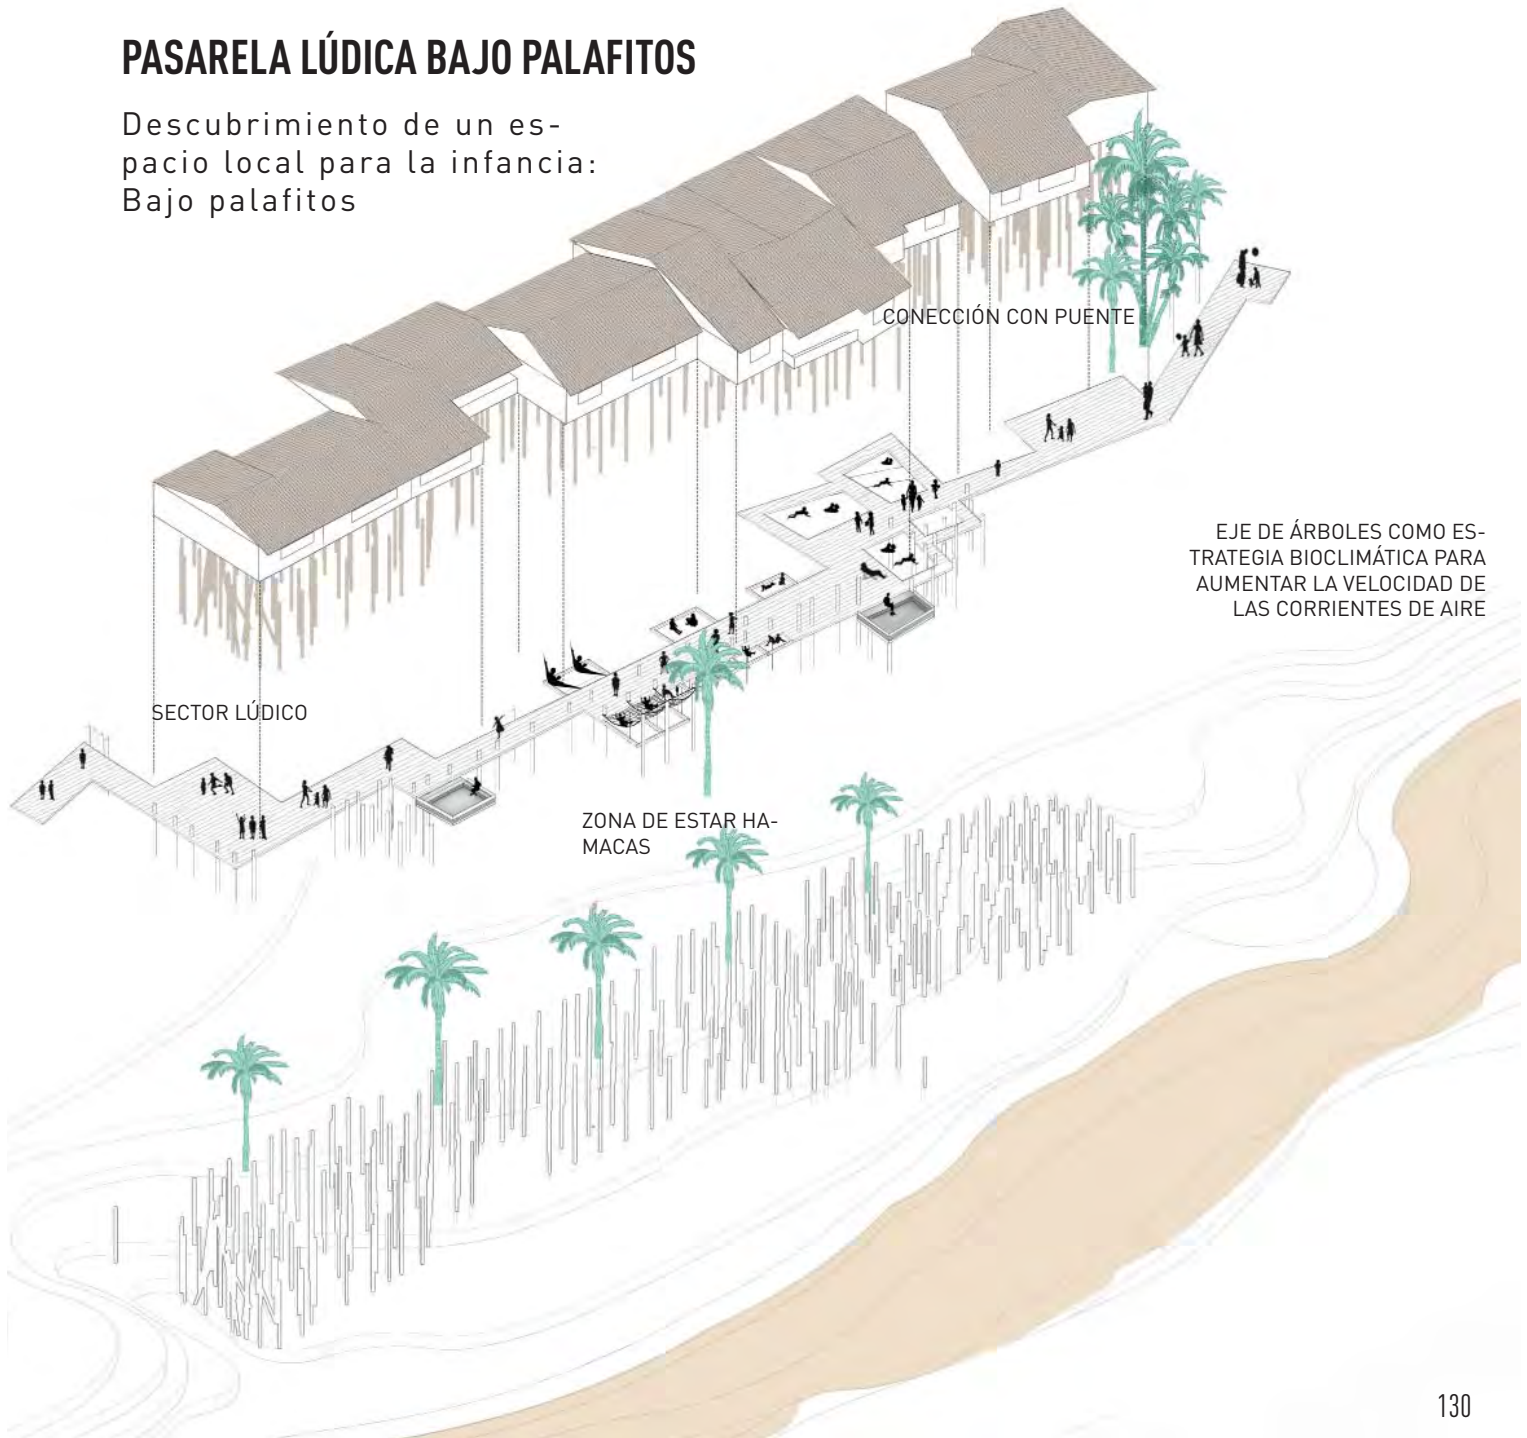 PASARELA LÚDICA BAJO PALAFITOS
Descubrimiento de un es-
pacio local para la infancia:
Bajo palafitos
CONECCIÓN CON PUENTE
EJE DE ÁRBOLES COMO ES-
TRATEGIA BIOCLIMÁTICA PARA
AUMENTAR LA VELOCIDAD DE
LAS CORRIENTES DE AIRE
SECTOR LÚDICO
ZONA DE ESTAR HA-
MACAS
130